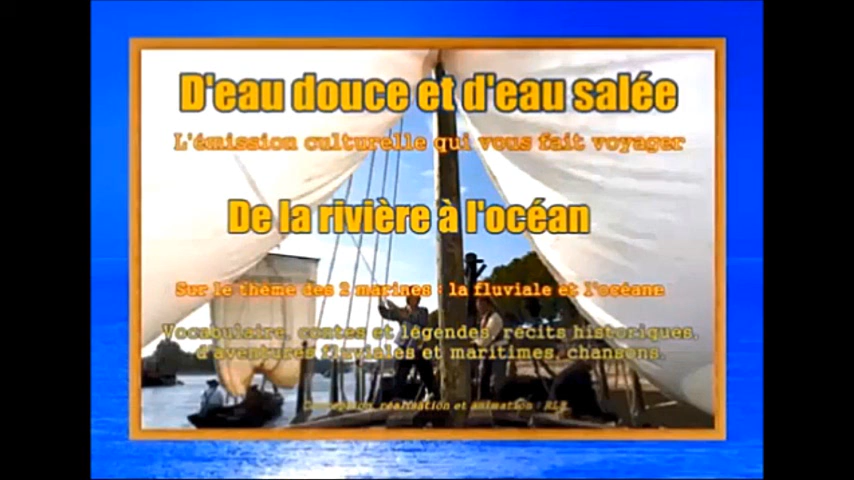 D'eau douce et d'eau salée
L'émission culturelle qui vous fait voyager
De la rivière à l'océan
Sur le thème des 2 marines : la fluviale et l'océane
Vocabulaire, contes et légendes, récits historiques,
d'aventures fluviales et maritimes, chansons.
Conception, réalisation et animation :